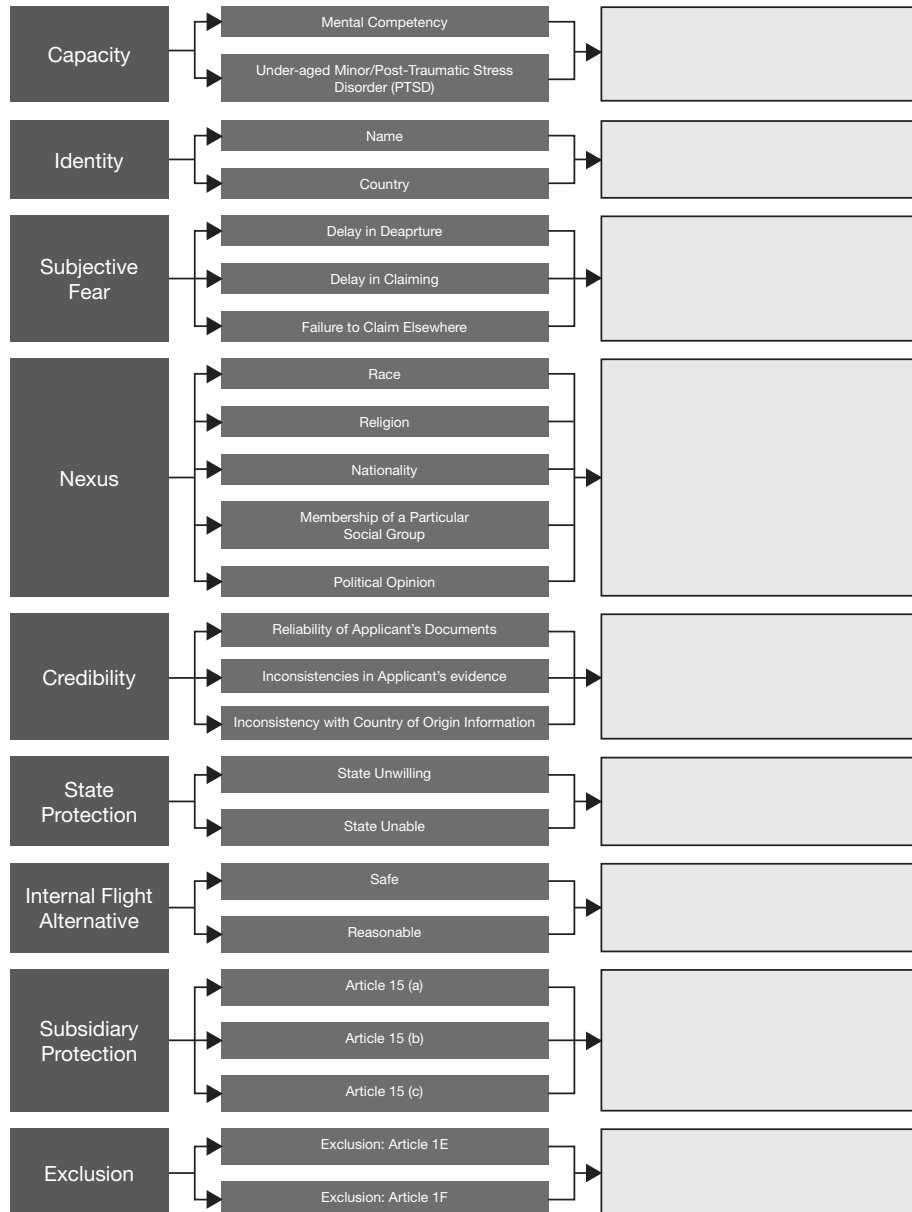 Capacity
Mental Competency
Under-aged Minor/Post-Traumatic Stress
Disorder (PTSD)
Identity
Name
Country
Subjective
Fear
Delay in Deaprture
Delay in Claiming
Failure to Claim Elsewhere
Nexus
Race
Religion
Nationality
Membership of a Particular
Social Group
Political Opinion
Credibility
Reliability of Applicant's Documents
Inconsistencies in Applicant's evidence
Inconsistency with Country of Origin Information
State
Protection
State Unwilling
State Unable
Internal Flight
Alternative
Safe
Reasonable
Subsidiary
Protection
Article 15 (a)
Article 15 (b)
Article 15 (c)
Exclusion
Exclusion: Article 1E
Exclusion: Article 1F